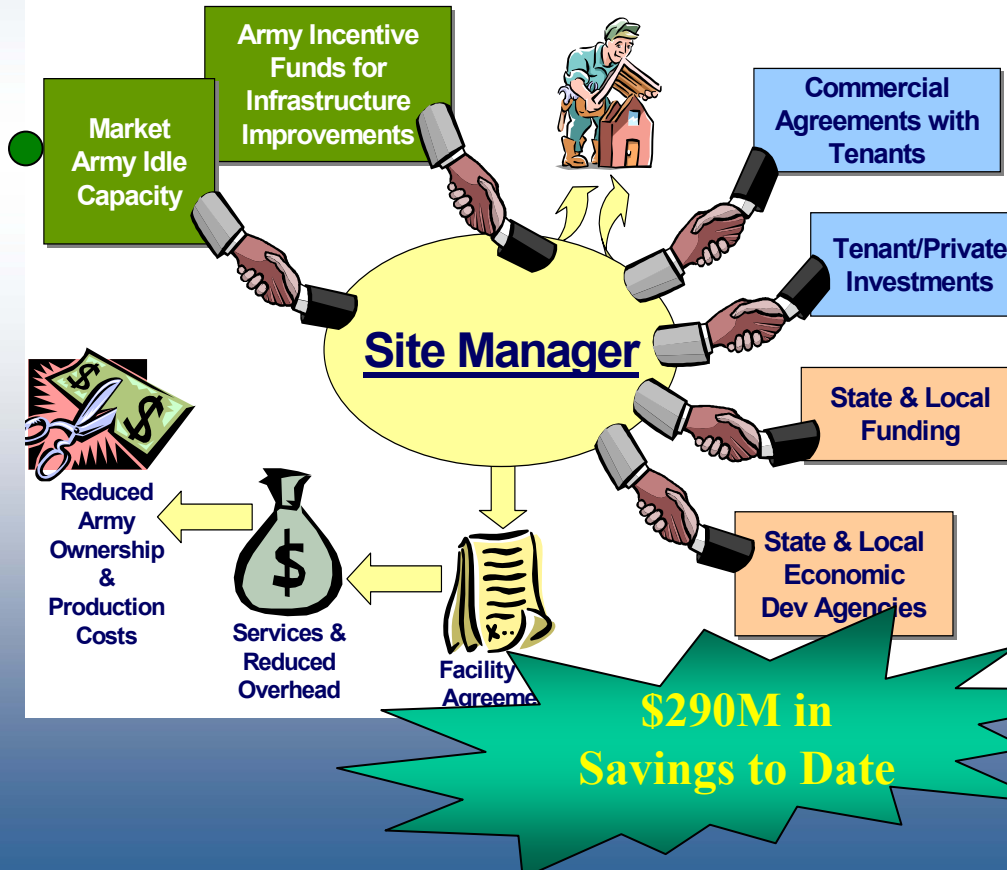 Army Incentive
Funds for
Infrastructure
Improvements
Market
Army Idle
Capacity
Commercial
Agreements with
Tenants
Tenant/Private
Investments
Site Manager
State & Local
Funding
State & Local
Economic
Dev Agencies
Reduced
Army
Ownership
&
Production
Costs
$
$
$
Services &
Reduced
Overhead
x..
Facility
Agreeme
$290M in
Savings to Date